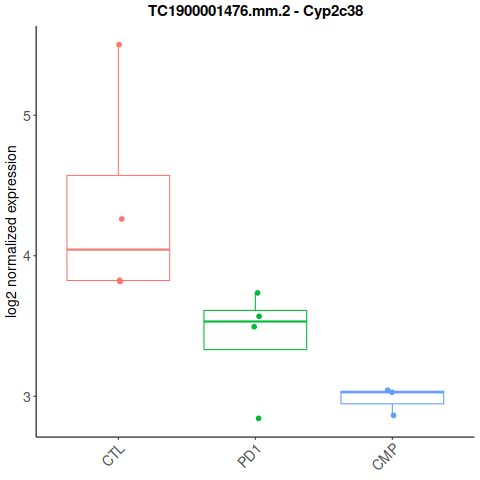 TC1900001476.mm.2 - Cyp2c38
log2 normalized expression
5
4
3
CTL
PD1
CMP